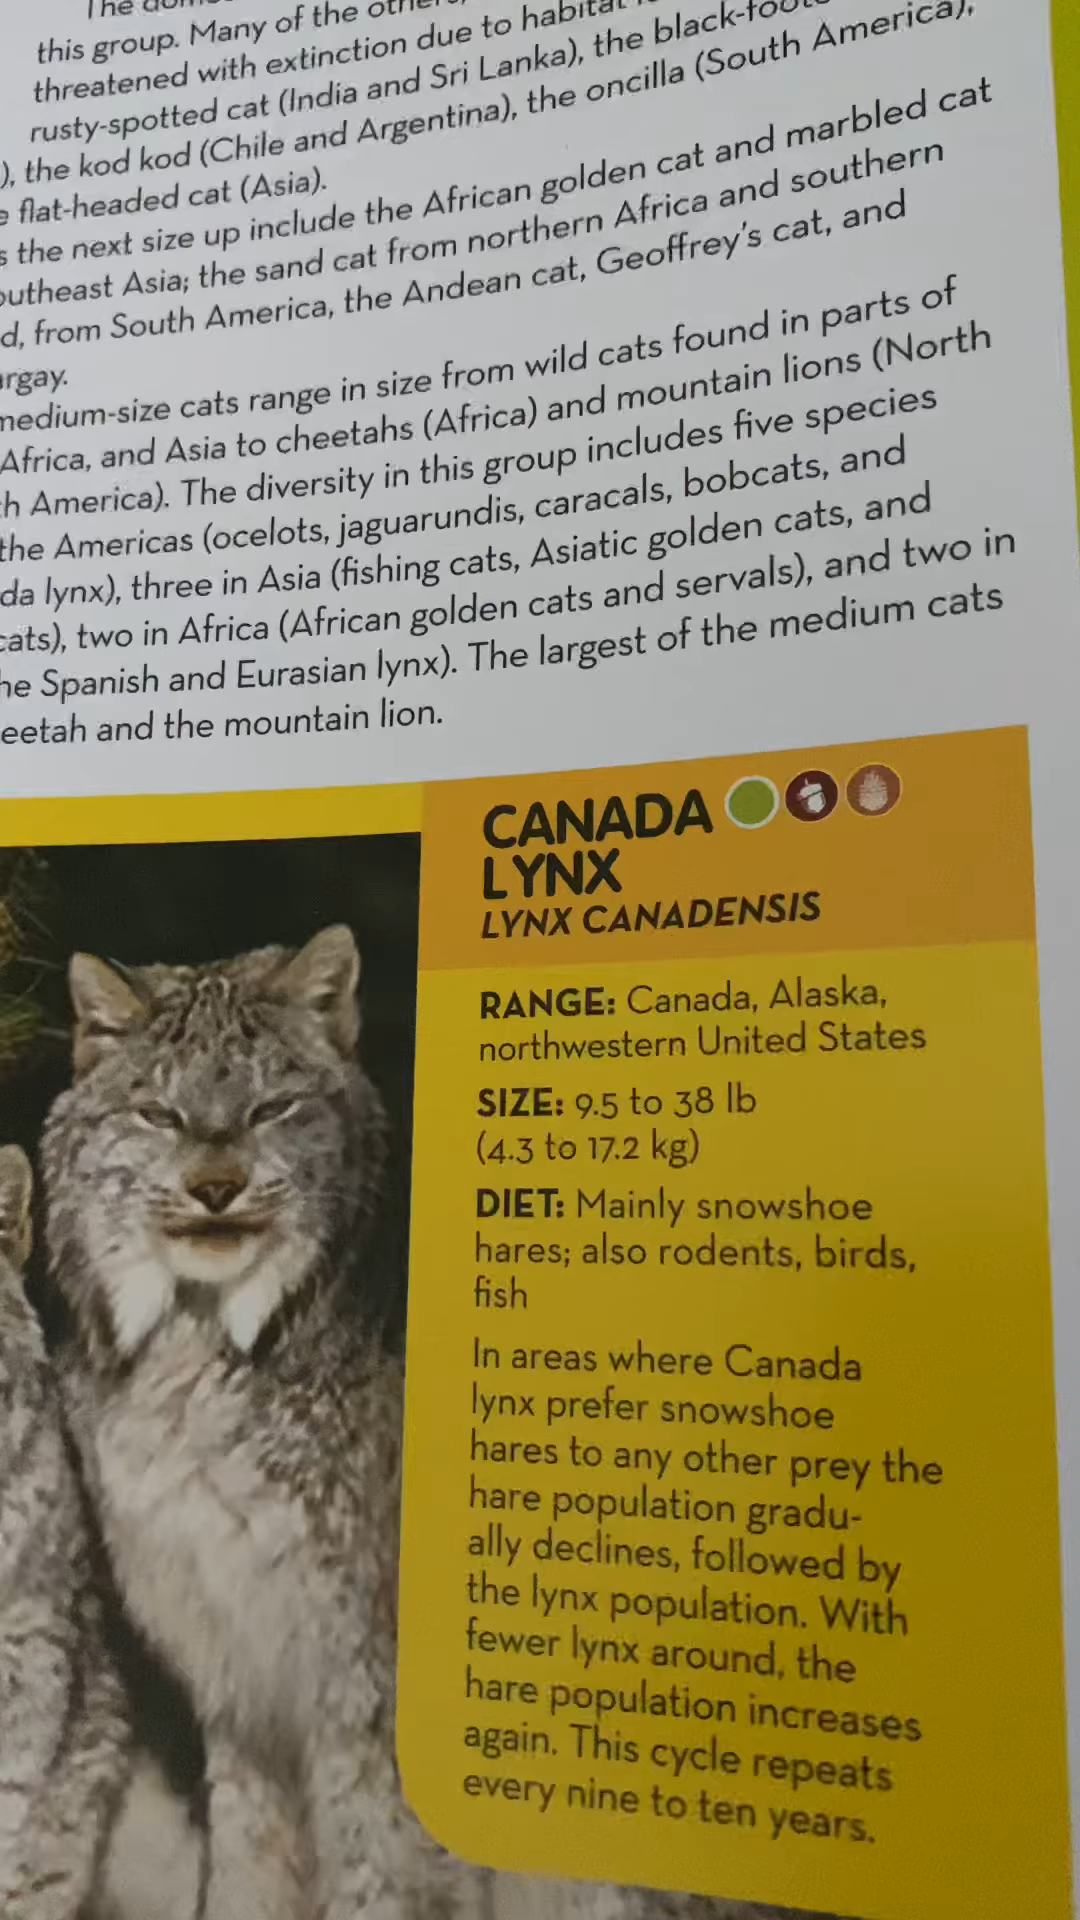 The
this group. Many of the
threatened with extinction due to habitat
rusty-spotted cat (India and Sri Lanka), the
), the kod kod (Chile and Argentina), the oncilla (South America),
flat-headed cat (Asia).
the next size up include the African golden cat and marbled cat
Asia; the sand cat from northern Africa and southern
from South America, the Andean cat, Geoffrey's cat, and
medium-size cats range in size from wild cats found in parts of
Africa, and Asia to cheetahs (Africa) and mountain lions (North
America). The diversity in this group includes five species
the Americas (ocelots, jaguarundis, caracals, bobcats, and
lynx), three in Asia (fishing cats, Asiatic golden cats, and
cats), two in Africa (African golden cats and servals), and two in
Spanish and Eurasian lynx). The largest of the medium cats
and the mountain lion.
CANADA
LYNX
LYNX CANADENSIS
RANGE: Canada, Alaska,
northwestern United States
SIZE: 9.5 to 38 lb
(4.3 to 17.2 kg)
DIET: Mainly snowshoe
hares; also rodents, birds,
fish
In areas where Canada
lynx prefer snowshoe
hares to any other prey the
hare population gradu-
ally declines, followed by
the lynx population. With
fewer lynx around, the
hare population increases
again. This cycle repeats
every nine to ten years.